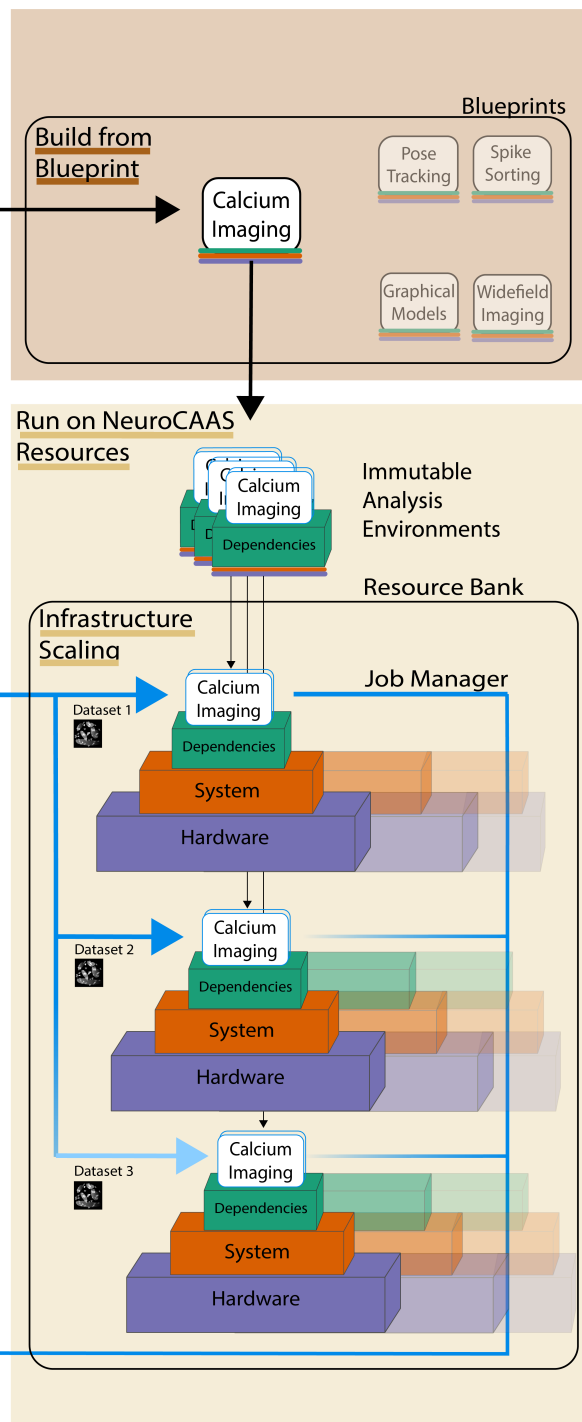 Blueprints
Build from
Blueprint
Pose
Tracking
Spike
Sorting
Calcium
Imaging
Graphical
Models
Widefield
Imaging
Run on NeuroCAAS
Resources
Calcium
Imaging
Dependencies
Immutable
Analysis
Environments
Resource Bank
Infrastructure
Scaling
Job Manager
Calcium
Imaging
Dataset 1
Dependencies
System
Hardware
Calcium
Imaging
Dataset 2
Dependencies
System
Hardware
Calcium
Imaging
Dataset 3
Dependencies
System
Hardware